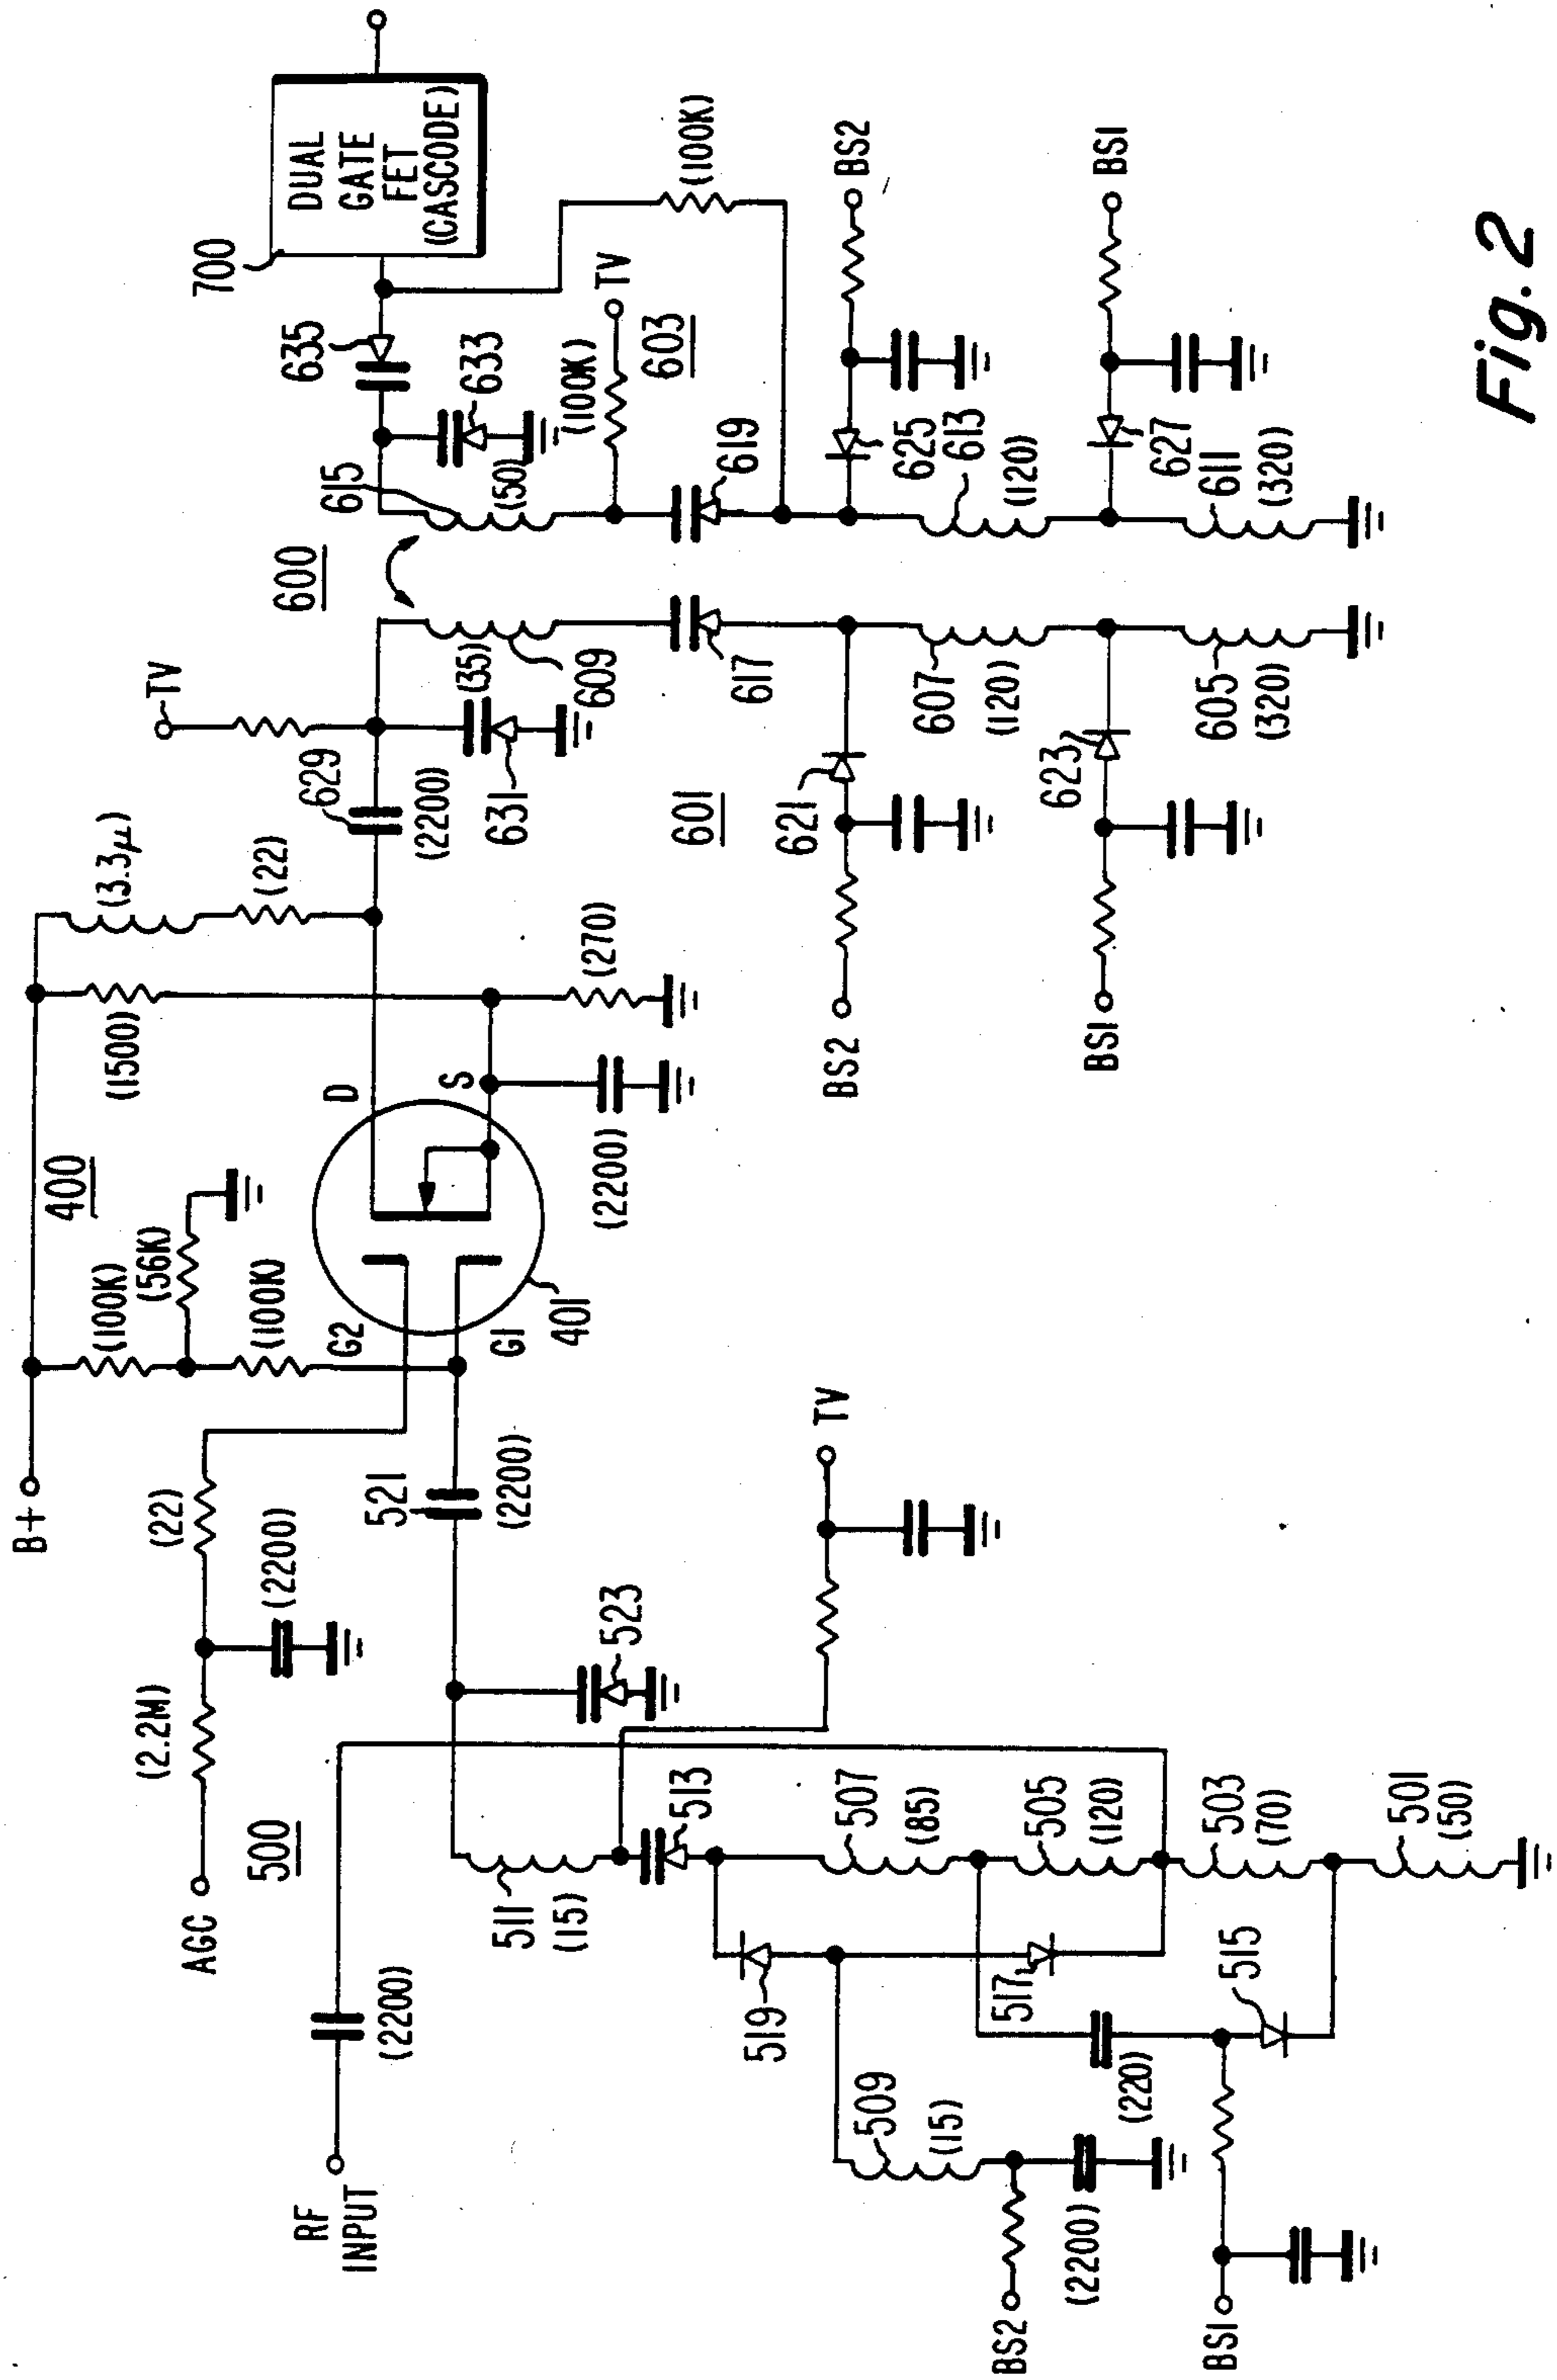 B+
AGC
(2.2M)
(22)
(2200)
400
(100K)
(56K)
(100K)
(1500)
(3.3μ)
(22)
TV
629
(2200)
700
DUAL
GATE
FET
(CASCODE)
G2
G1
401
D
S
(2200)
(270)
RF
INPUT
(2200)
500
521
(2200)
523
511
(15)
513
TV
519
507
(85)
505
(120)
517
503
(70)
501
(50)
509
(15)
(220)
515
BS2
(2200)
BS1
600
631
(35)
609
601
617
621
607
(120)
623
605
(320)
BS2
BS1
615
(50)
635
633
(100K)
TV
603
619
(100K)
BS2
625
613
(120)
BS1
627
611
(320)
Fig. 2